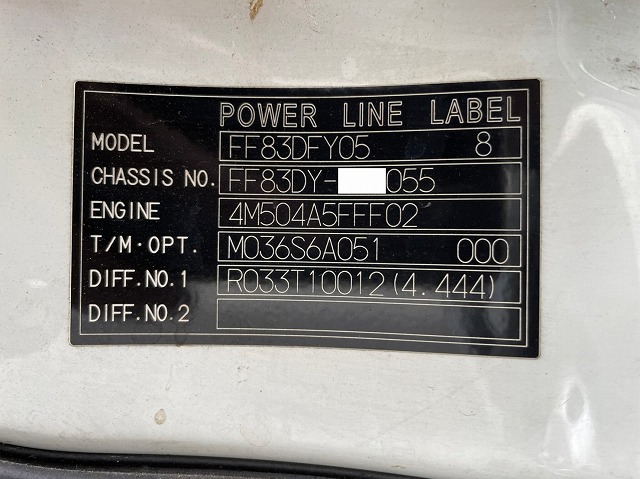 POWER LINE LABEL
MODEL FF83DFY05 8
CHASSIS NO. FF83DY- 055
ENGINE 4M504A5FFF02
T/M·OPT. M036S6A051 000
DIFF.NO.1 R033T10012(4.444)
DIFF.NO.2